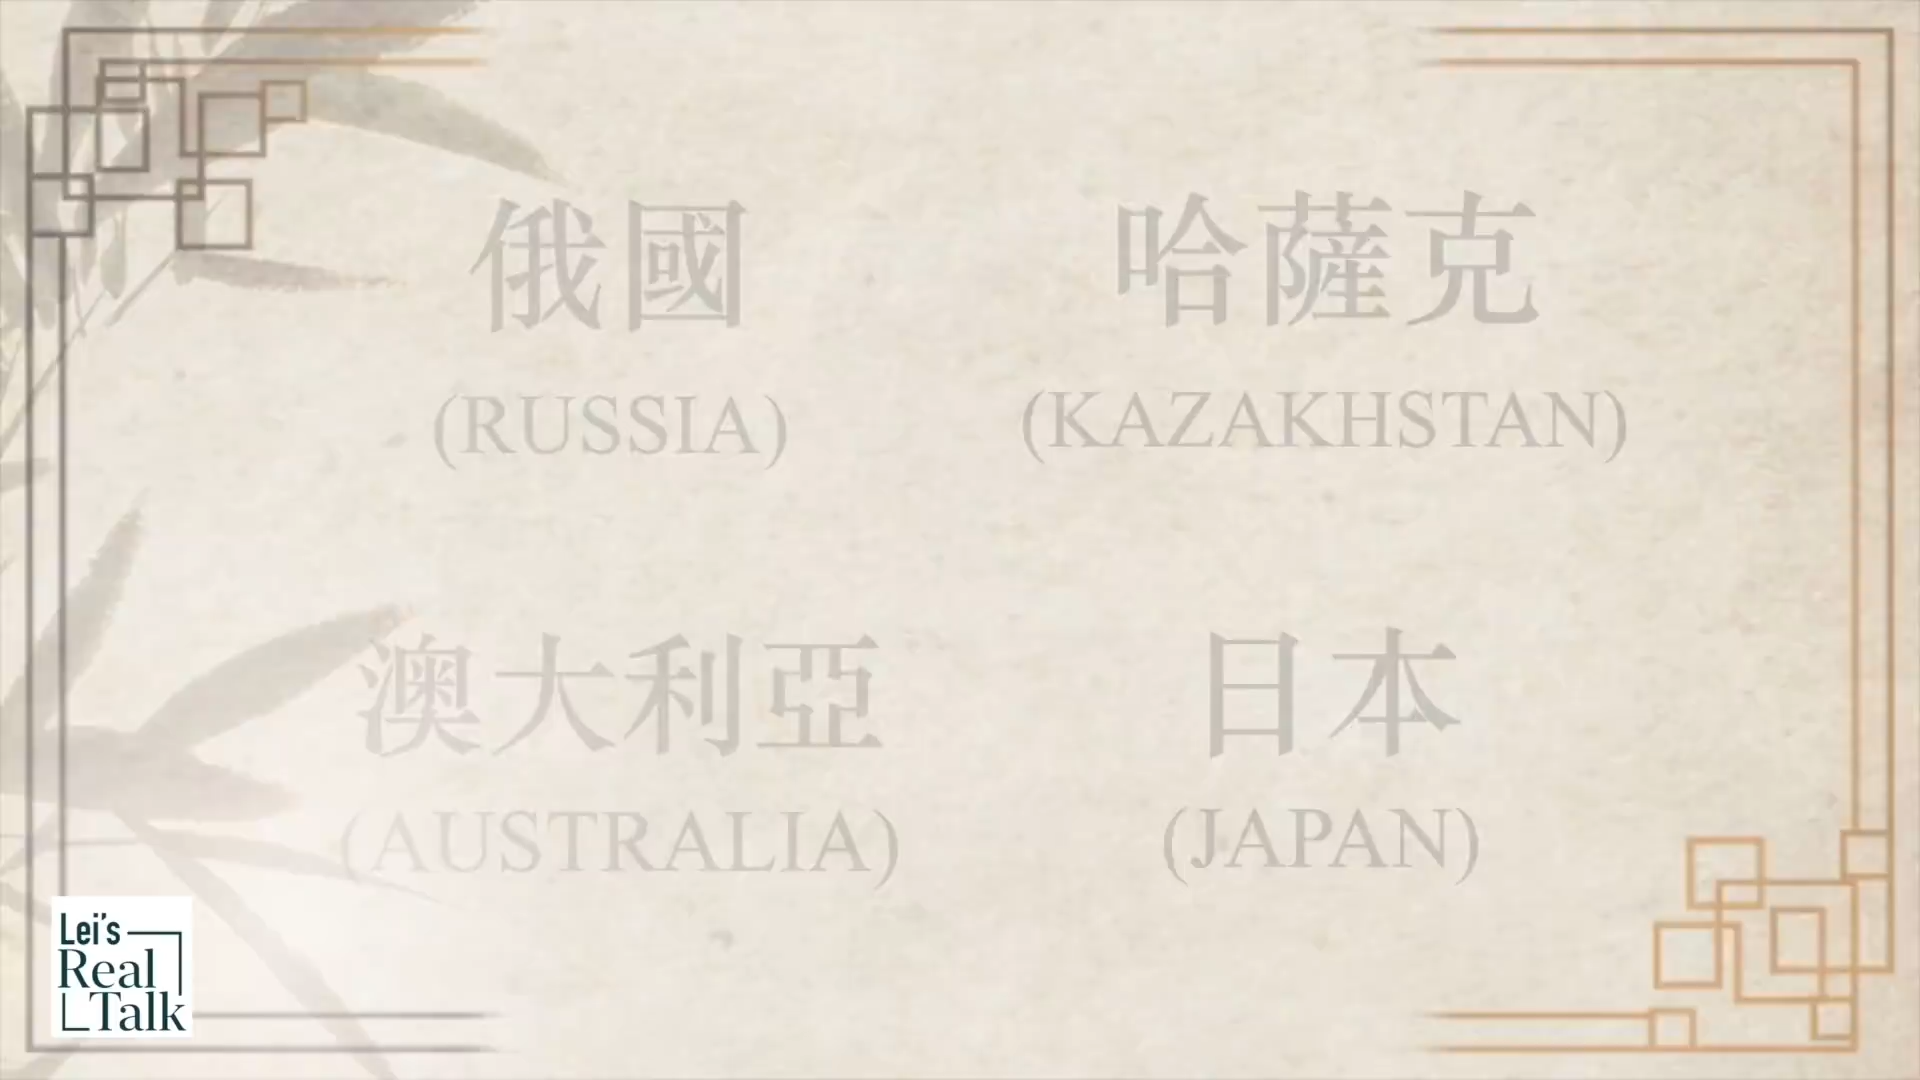 俄國
(RUSSIA)
哈薩克
(KAZAKHSTAN)
澳大利亞
(AUSTRALIA)
日本
(JAPAN)
Lei's
Real
Talk